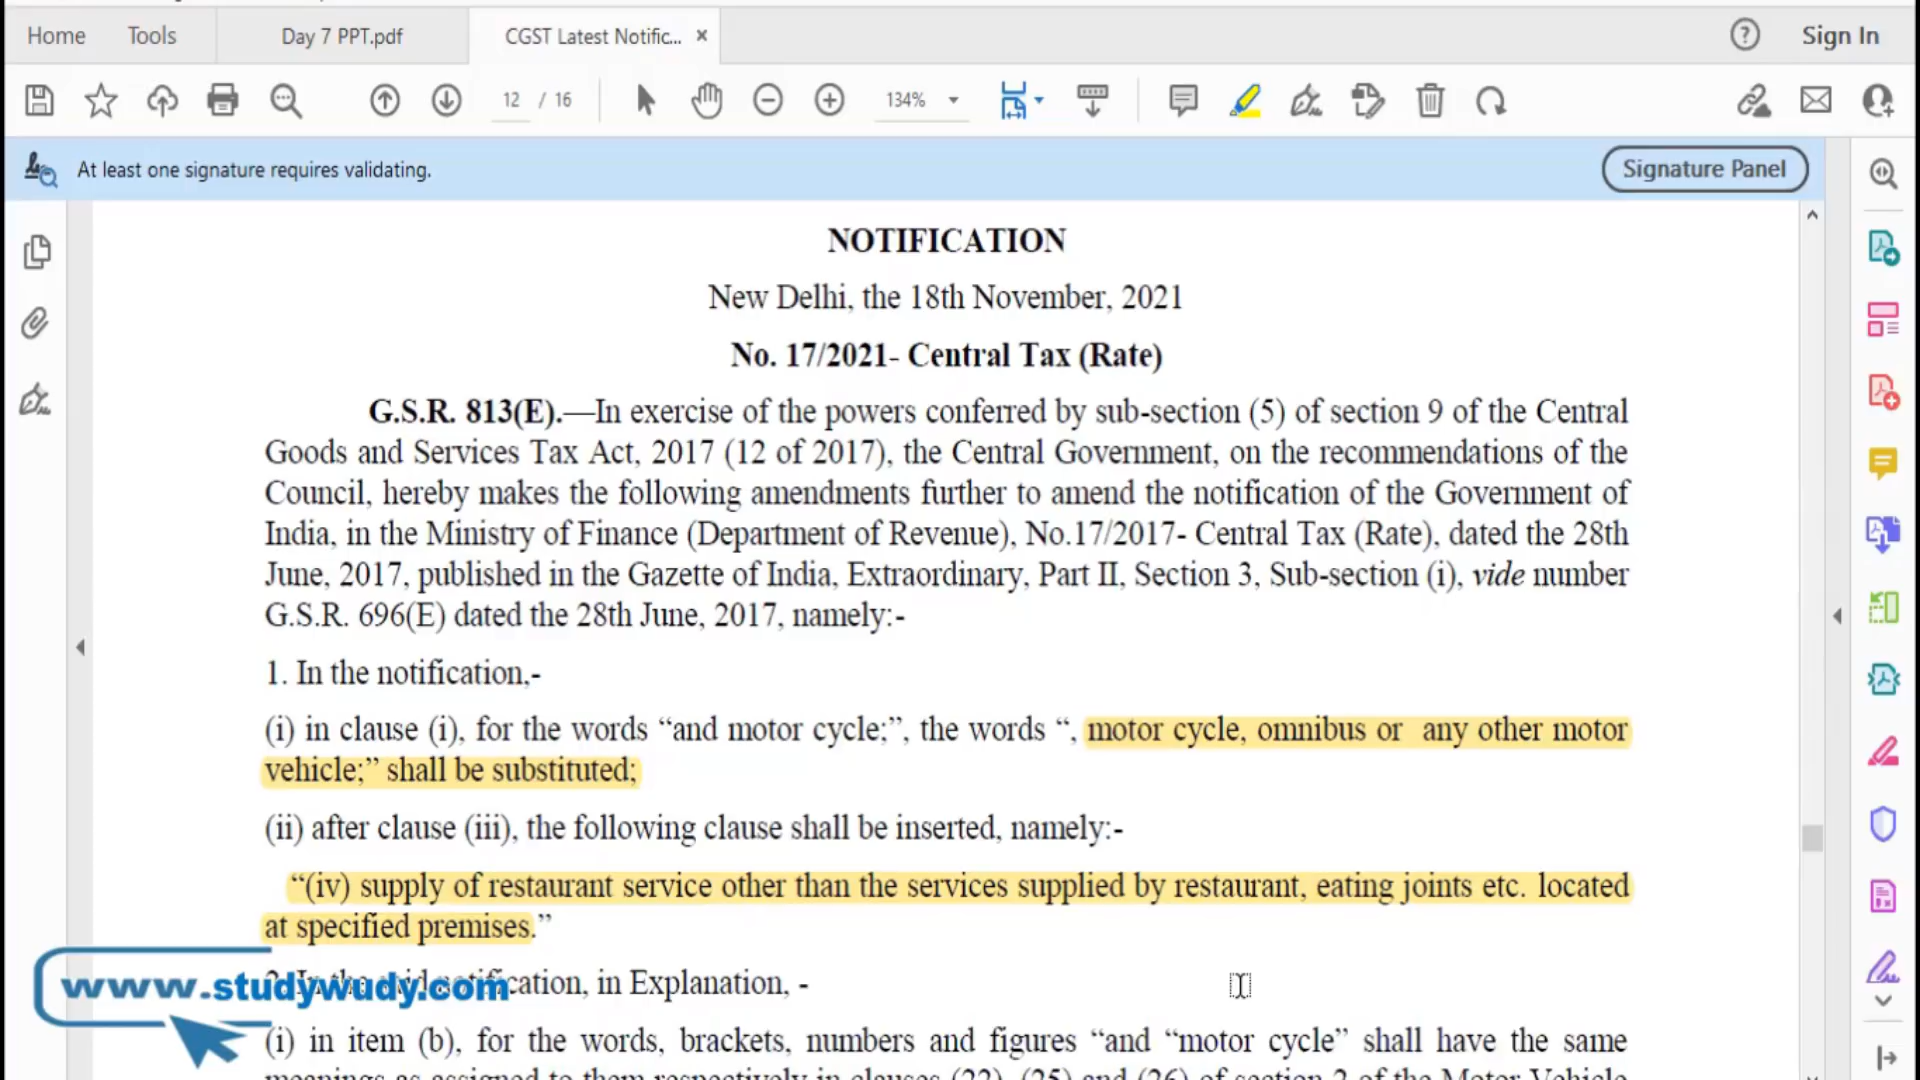 Home Tools Day 7 PPT.pdf CGST Latest Notific... × Sign In
12 / 16 134%
At least one signature requires validating. Signature Panel
NOTIFICATION
New Delhi, the 18th November, 2021
No. 17/2021- Central Tax (Rate)
G.S.R. 813(E).—In exercise of the powers conferred by sub-section (5) of section 9 of the Central
Goods and Services Tax Act, 2017 (12 of 2017), the Central Government, on the recommendations of the
Council, hereby makes the following amendments further to amend the notification of the Government of
India, in the Ministry of Finance (Department of Revenue), No.17/2017- Central Tax (Rate), dated the 28th
June, 2017, published in the Gazette of India, Extraordinary, Part II, Section 3, Sub-section (i), vide number
G.S.R. 696(E) dated the 28th June, 2017, namely:-
1. In the notification,-
(i) in clause (i), for the words “and motor cycle;”, the words “, motor cycle, omnibus or any other motor
vehicle;” shall be substituted;
(ii) after clause (iii), the following clause shall be inserted, namely:-
“(iv) supply of restaurant service other than the services supplied by restaurant, eating joints etc. located
at specified premises.”
www.studywudy.com
in Explanation, -
(i) in item (b), for the words, brackets, numbers and figures “and “motor cycle” shall have the same
meanings as assigned to them respectively in clauses (22), (25) and (26) of section 2 of the Motor Vehicle